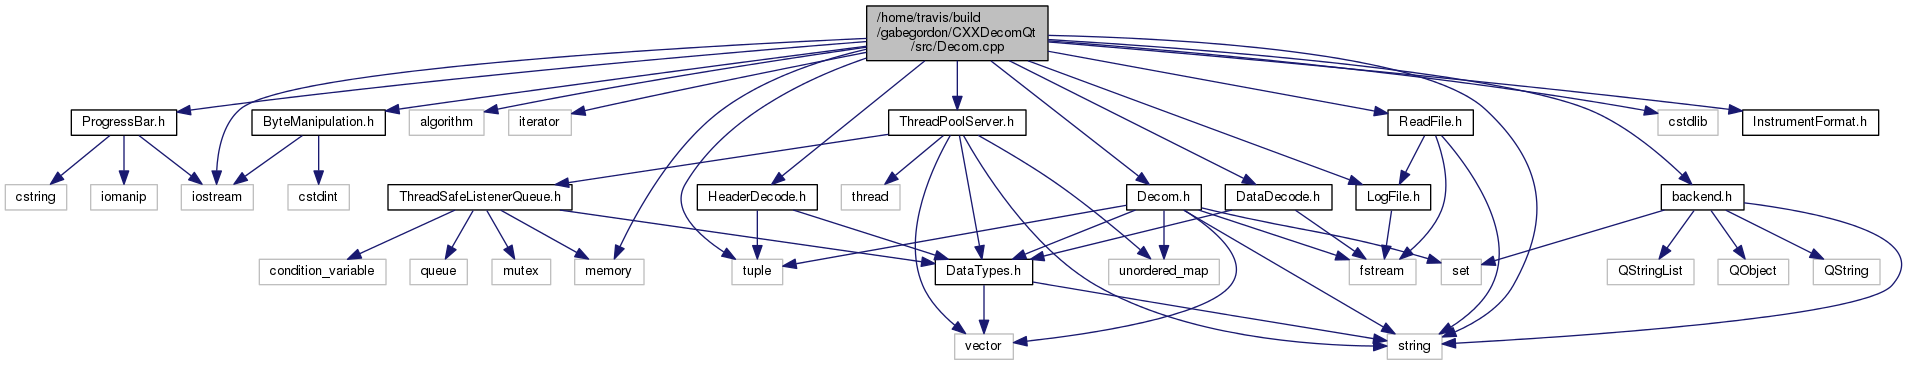 /home/travis/build
/gabegordon/CXXDecomQt
/src/Decom.cpp
ProgressBar.h
ByteManipulation.h
algorithm
iterator
ThreadPoolServer.h
ReadFile.h
cstdlib
InstrumentFormat.h
cstring
iomanip
iostream
cstdint
ThreadSafeListenerQueue.h
HeaderDecode.h
thread
Decom.h
DataDecode.h
LogFile.h
backend.h
condition_variable
queue
mutex
memory
tuple
DataTypes.h
unordered_map
fstream
set
QStringList
QObject
QString
vector
string